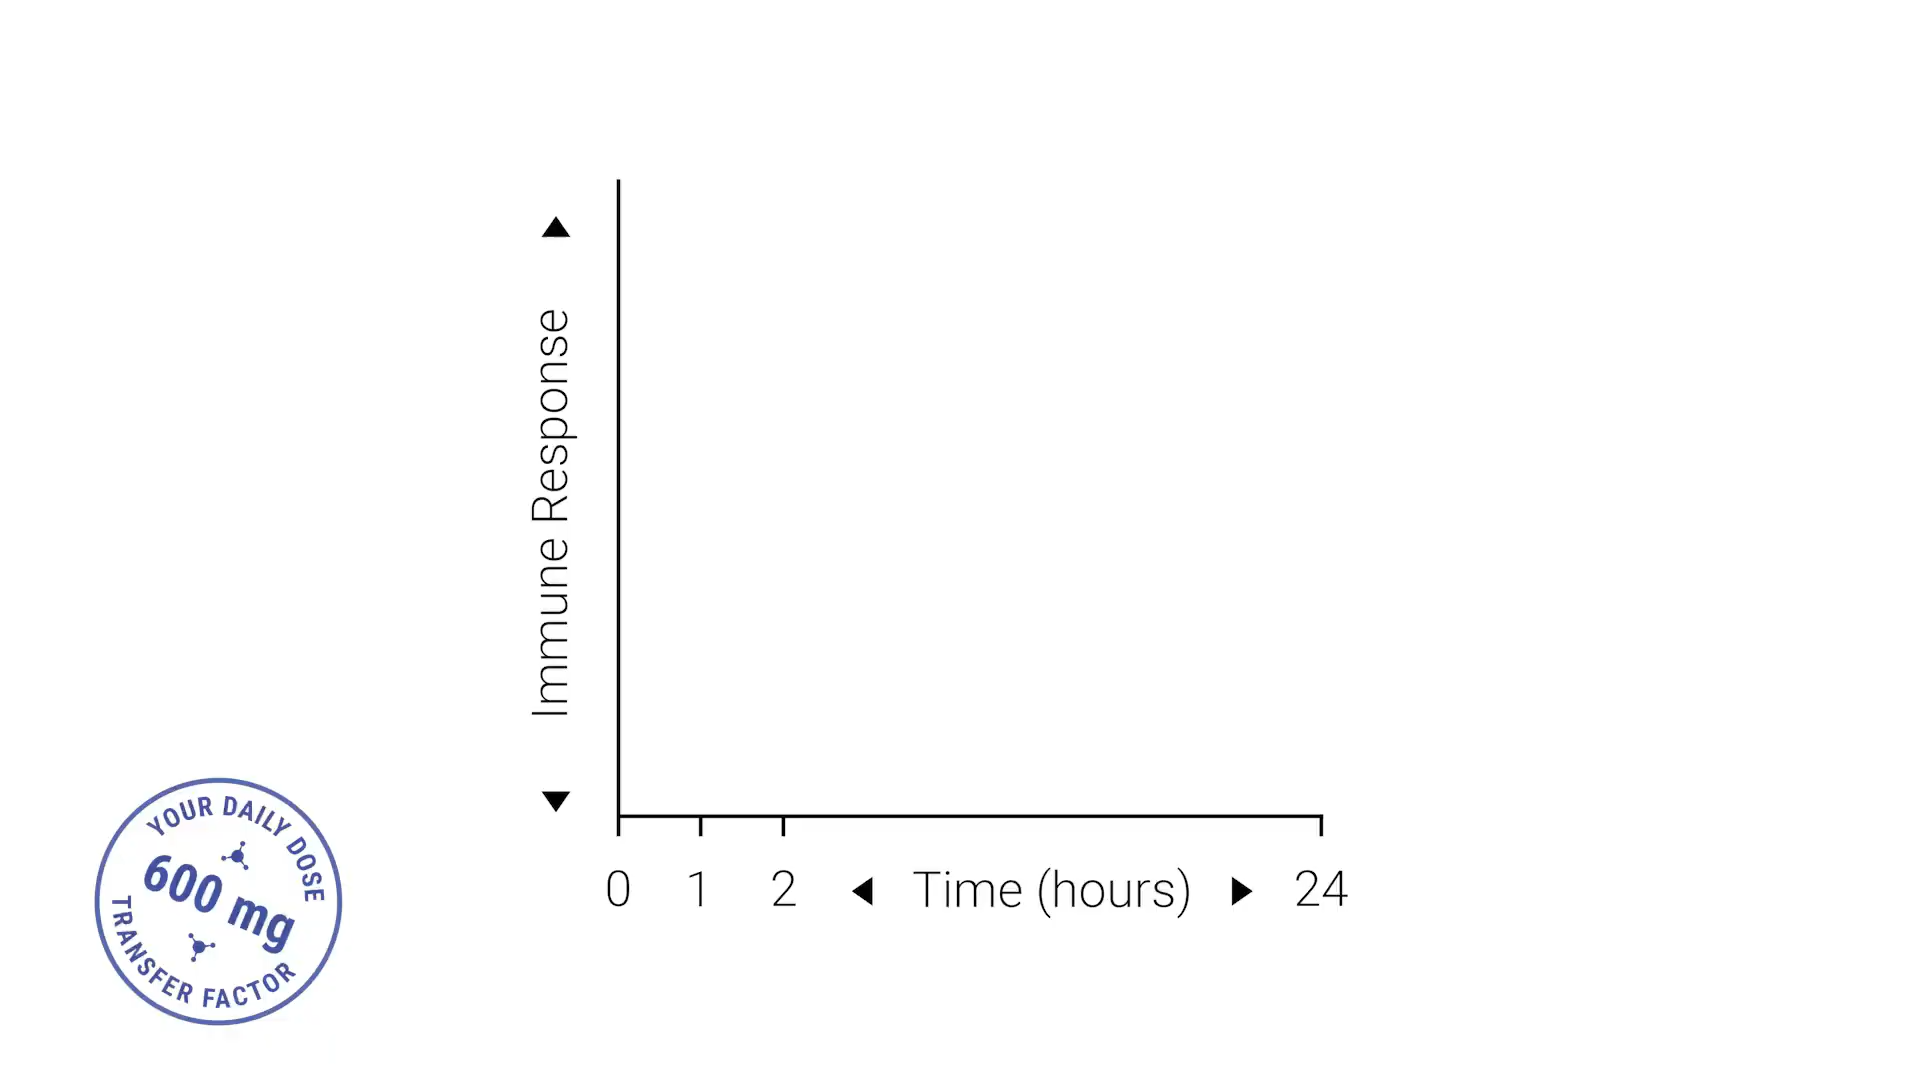 Immune Response
0 1 2 Time (hours) 24
YOUR DAILY DOSE
600 mg
TRANSFER FACTOR